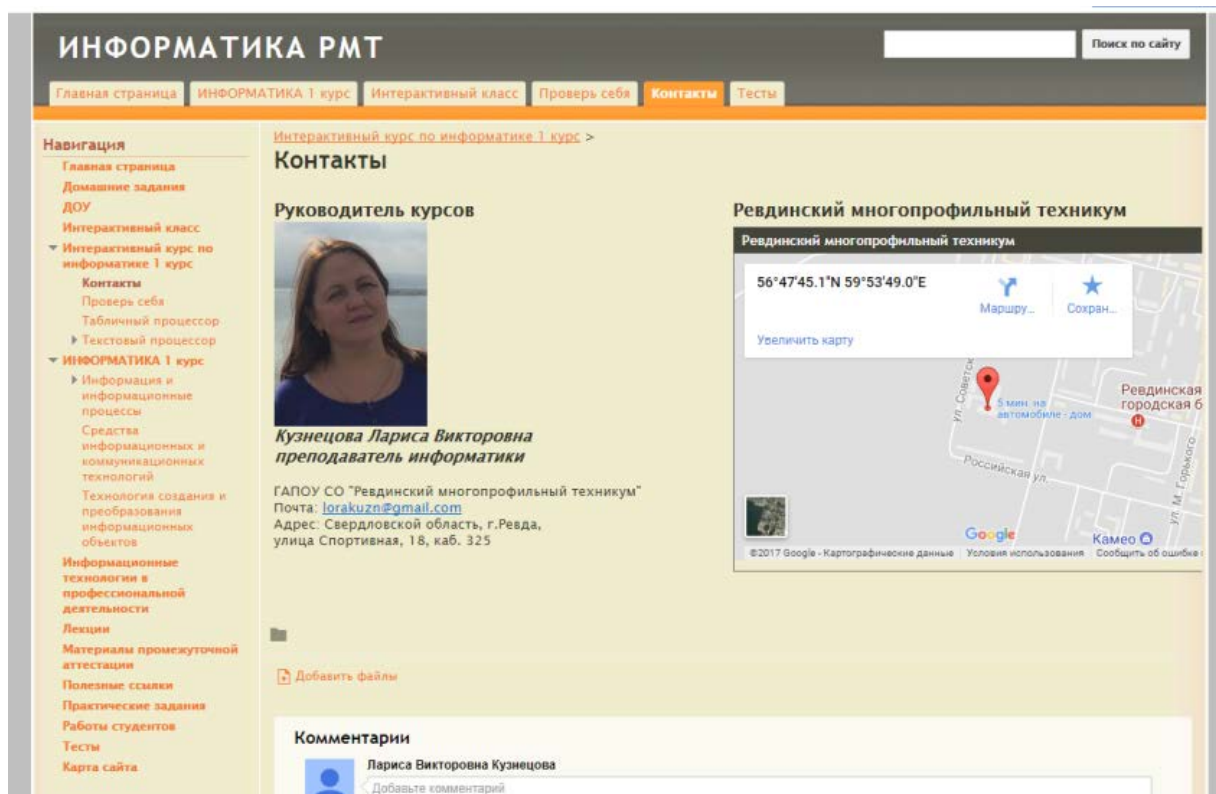 ИНФОРМАТИКА РМТ
Поиск по сайту
Главная страница ИНФОРМАТИКА 1 курс Интерактивный класс Проверь себя Контакты Тесты
Навигация
Главная страница
Домашние задания
ДОУ
Интерактивный класс
Интерактивный курс по
информатике 1 курс
Контакты
Проверь себя
Табличный процессор
Текстовый процессор
ИНФОРМАТИКА 1 курс
Информация и
информационные
процессы
Средства
информационных и
коммуникационных
технологий
Технология создания и
преобразования
информационных
объектов
Информационные
технологии в
профессиональной
деятельности
Лекции
Материалы промежуточной
аттестации
Полезные ссылки
Практические задания
Работы студентов
Тесты
Карта сайта
Интерактивный курс по информатике 1 курс >
Контакты
Руководитель курсов
Кузнецова Лариса Викторовна
преподаватель информатики
ГАПОУ СО "Ревдинский многопрофильный техникум"
Почта: lorakuzn@gmail.com
Адрес: Свердловской область, г.Ревда,
улица Спортивная, 18, каб. 325
Ревдинский многопрофильный техникум
Ревдинский многопрофильный техникум
56°47'45.1"N 59°53'49.0"E
Маршру...
Сохран...
Увеличить карту
ул. Советск
5 мин. на
автомобиле - дом
Ревдинская
городская б
H
Российская ул.
ул. М. Горького
Google
Камео
©2017 Google - Картографические данные Условия использования Сообщить об ошибке
Добавить файлы
Комментарии
Лариса Викторовна Кузнецова
Добавьте комментарий